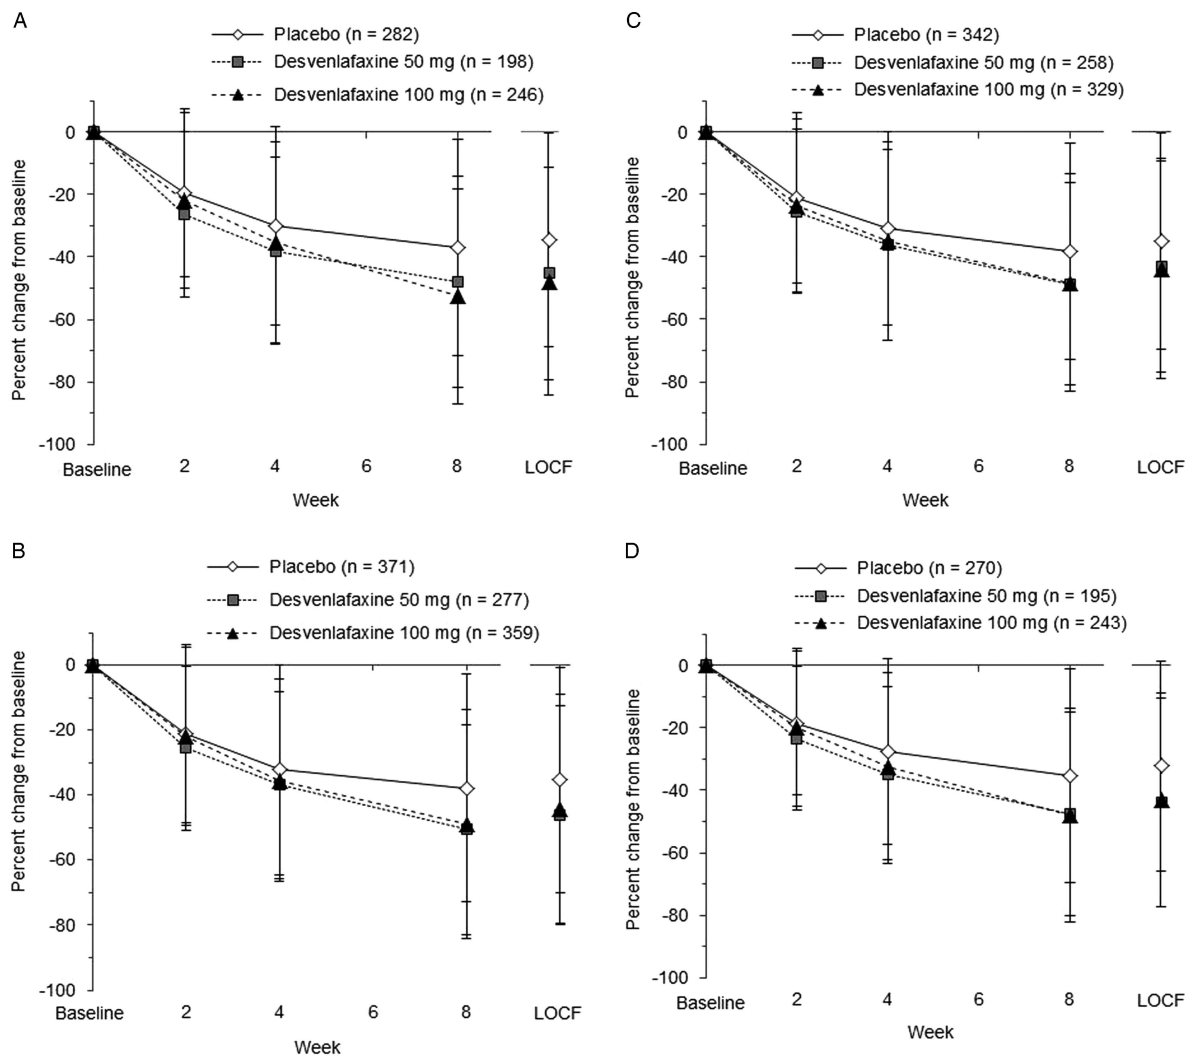 A
Placebo (n = 282)
Desvenlafaxine 50 mg (n = 198)
Desvenlafaxine 100 mg (n = 246)
Percent change from baseline
0
-20
-40
-60
-80
-100
Baseline
2
4
6
8
LOCF
Week
C
Placebo (n = 342)
Desvenlafaxine 50 mg (n = 258)
Desvenlafaxine 100 mg (n = 329)
Percent change from baseline
0
-20
-40
-60
-80
-100
Baseline
2
4
6
8
LOCF
Week
B
Placebo (n = 371)
Desvenlafaxine 50 mg (n = 277)
Desvenlafaxine 100 mg (n = 359)
Percent change from baseline
0
-20
-40
-60
-80
-100
Baseline
2
4
6
8
LOCF
Week
D
Placebo (n = 270)
Desvenlafaxine 50 mg (n = 195)
Desvenlafaxine 100 mg (n = 243)
Percent change from baseline
0
-20
-40
-60
-80
-100
Baseline
2
4
6
8
LOCF
Week